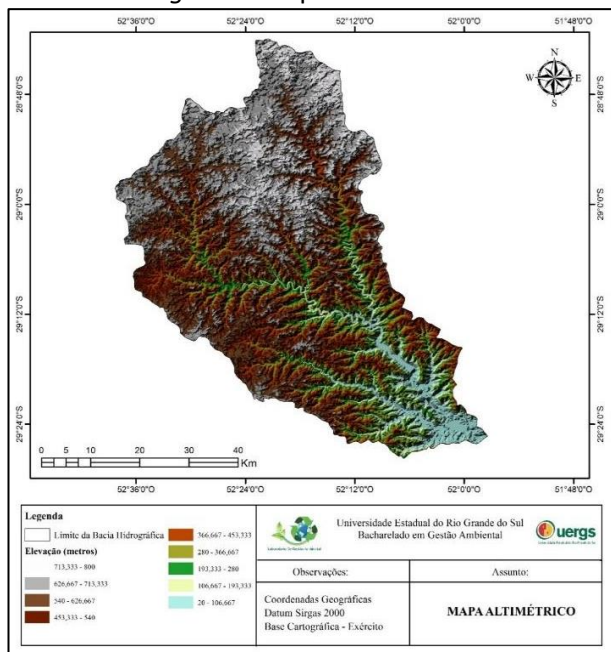 52°36'0"W 52°24'0"W 52°12'0"W 52°0'0"W 51°48'0"W
28°48'0"S 28°48'0"S
29°0'0"S 29°0'0"S
29°12'0"S 29°12'0"S
29°24'0"S 29°24'0"S
N
W E
S
0 5 10 20 30 40
Km
52°36'0"W 52°24'0"W 52°12'0"W 52°0'0"W 51°48'0"W
Legenda
Limite da Bacia Hidrográfica
Elevação (metros)
713,333 - 800
626,667 - 713,333
540 - 626,667
453,333 - 540
366,667 - 453,333
280 - 366,667
193,333 - 280
106,667 - 193,333
20 - 106,667
Universidade Estadual do Rio Grande do Sul
Bacharelado em Gestão Ambiental
uergs
Observações:
Coordenadas Geográficas
Datum Sirgas 2000
Base Cartográfica - Exército
Assunto:
MAPA ALTIMÉTRICO